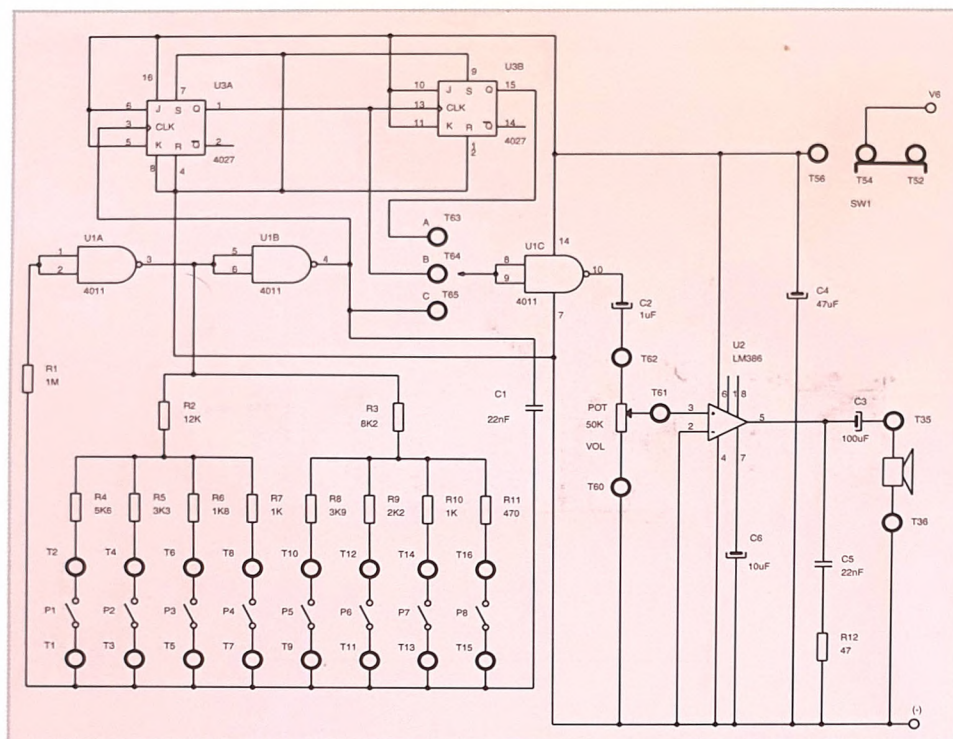 U3A
16
7
6 J S Q 1
3 CLK
5 K R Q 2
8 4
4027
U3B
9
10 J S Q 15
13 CLK
11 K R Q 14
1
2
4027
V6
T56
T54
T52
SW1
A T63
B T64
C T65
U1A
1
2
3
4011
U1B
5
6
4
4011
U1C
14
8
9
10
4011
7
C2
1uF
C4
47uF
R1
1M
T62
U2
LM386
R2
12K
R3
8K2
C1
22nF
POT
50K
VOL
T61
3
2
6 1 8
5
4 7
C3
100uF
T35
T60
T36
R4
5K6
R5
3K3
R6
1K8
R7
1K
R8
3K9
R9
2K2
R10
1K
R11
470
C6
10uF
C5
22nF
T2
T4
T6
T8
T10
T12
T14
T16
P1
P2
P3
P4
P5
P6
P7
P8
R12
47
T1
T3
T5
T7
T9
T11
T13
T15
(-)